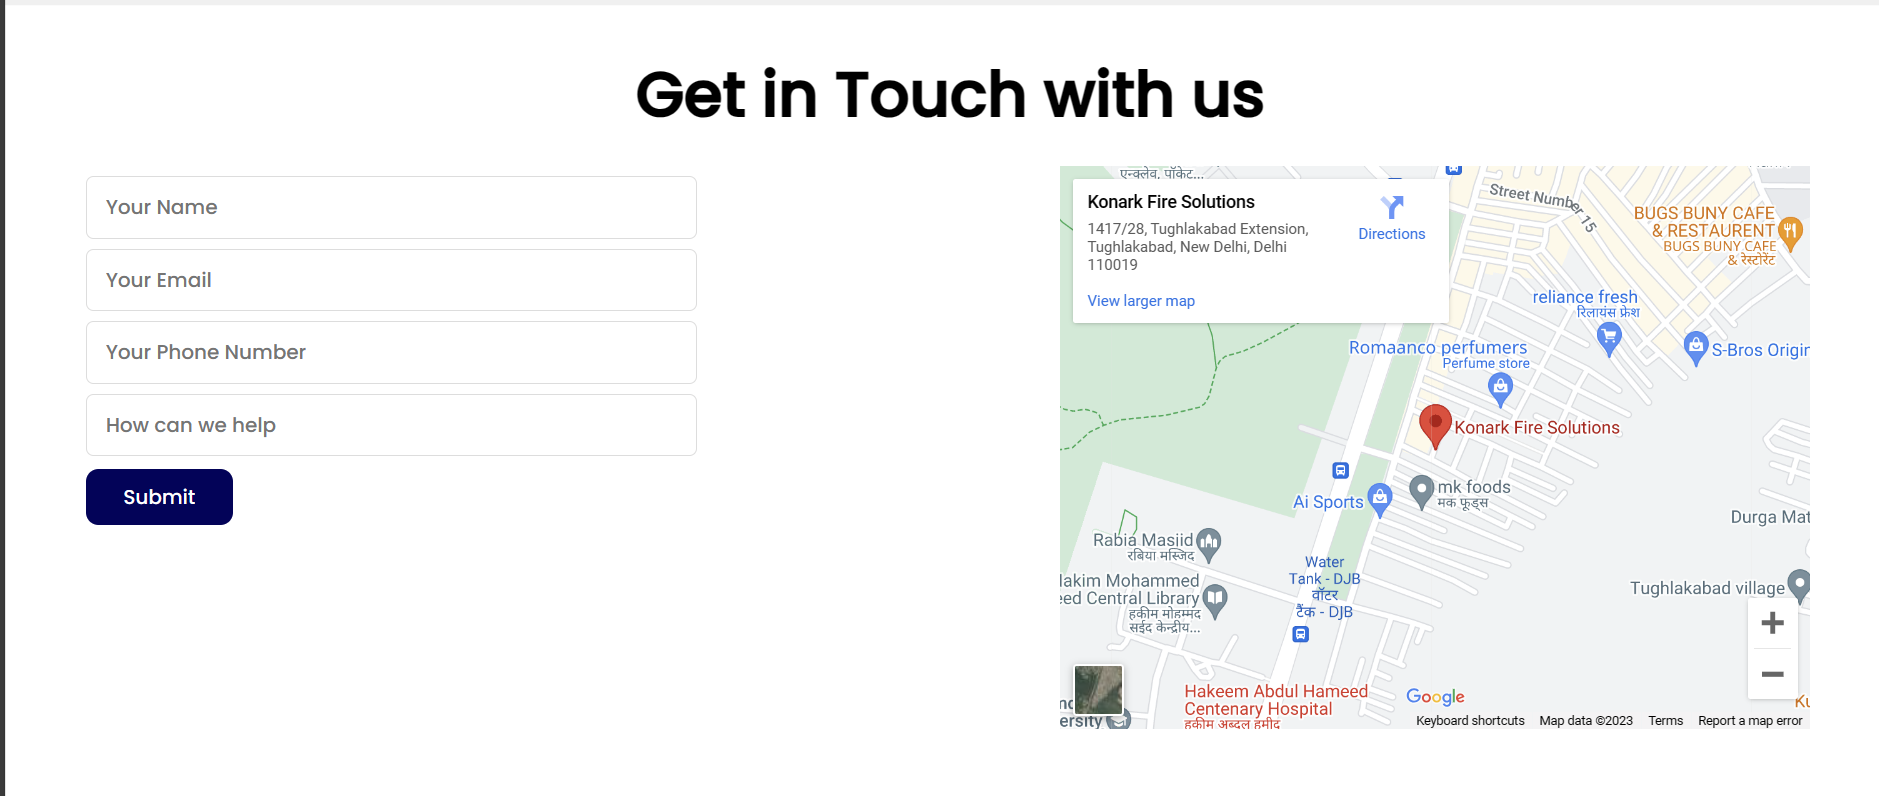 Get in Touch with us
Your Name
Your Email
Your Phone Number
How can we help
Submit
एन्क्लेव, पॉकेट...
Konark Fire Solutions
1417/28, Tughlakabad Extension,
Tughlakabad, New Delhi, Delhi
110019
Directions
View larger map
Street Number 15
BUGS BUNY CAFE
& RESTAURENT
BUGS BUNY CAFE
& रेस्टोरेंट
reliance fresh
रिलायंस फ्रेश
Romaanco perfumers
Perfume store
S-Bros Origin
Konark Fire Solutions
mk foods
मक फूड्स
Ai Sports
Durga Mat
Rabia Masjid
रबिया मस्जिद
Water
Tank - DJB
वॉटर
टैंक - DJB
Hakim Mohammed
eed Central Library
हकीम मोहम्मद
सईद केन्द्रीय...
Tughlakabad village
+
−
Hakeem Abdul Hameed
Centenary Hospital
हकीम अब्दुल हमीद
ersity
Google
Keyboard shortcuts
Map data ©2023
Terms
Report a map error